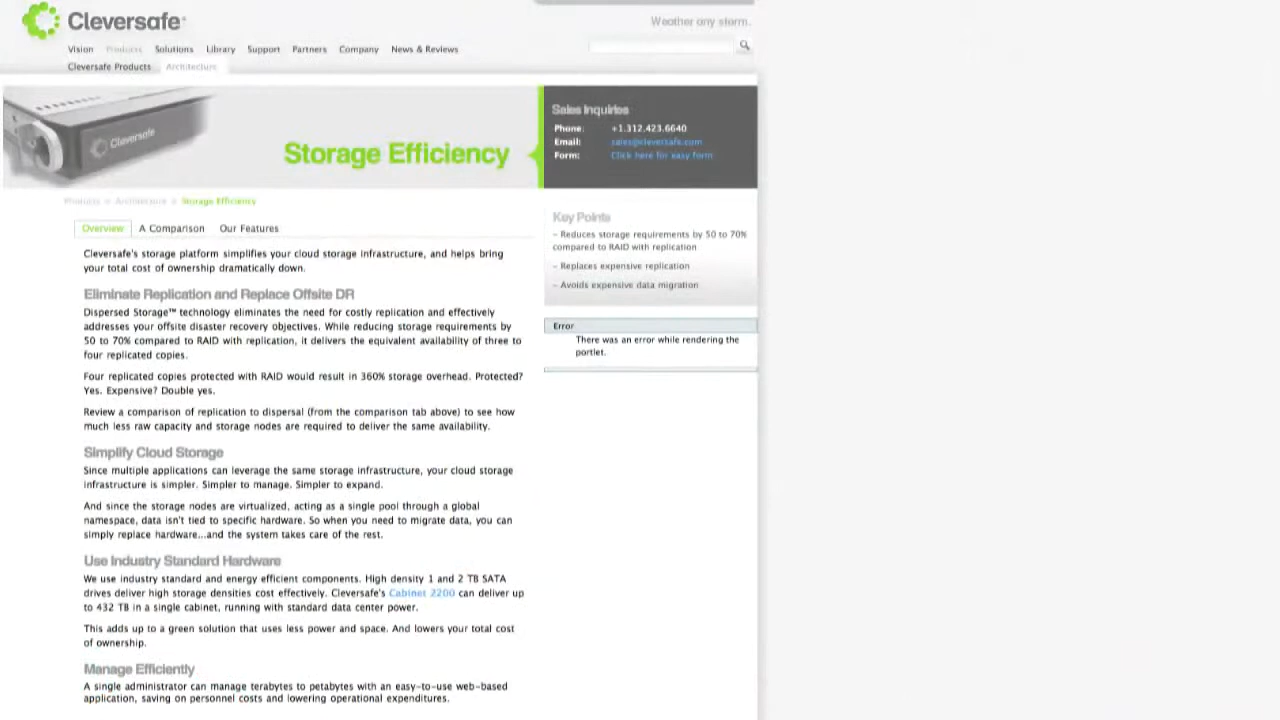 Cleversafe
Weather any storm.
Vision Products Solutions Library Support Partners Company News & Reviews
Cleversafe Products Architecture
Cleversafe
Storage Efficiency
Sales Inquiries
Phone: +1.312.423.6640
Email: sales@cleversafe.com
Form: Click here for easy form
Products » Architecture » Storage Efficiency
Overview A Comparison Our Features
Key Points
- Reduces storage requirements by 50 to 70%
compared to RAID with replication
- Replaces expensive replication
- Avoids expensive data migration
Error
There was an error while rendering the
portlet.
Cleversafe's storage platform simplifies your cloud storage infrastructure, and helps bring
your total cost of ownership dramatically down.
Eliminate Replication and Replace Offsite DR
Dispersed Storage™ technology eliminates the need for costly replication and effectively
addresses your offsite disaster recovery objectives. While reducing storage requirements by
50 to 70% compared to RAID with replication, it delivers the equivalent availability of three to
four replicated copies.
Four replicated copies protected with RAID would result in 360% storage overhead. Protected?
Yes. Expensive? Double yes.
Review a comparison of replication to dispersal (from the comparison tab above) to see how
much less raw capacity and storage nodes are required to deliver the same availability.
Simplify Cloud Storage
Since multiple applications can leverage the same storage infrastructure, your cloud storage
infrastructure is simpler. Simpler to manage. Simpler to expand.
And since the storage nodes are virtualized, acting as a single pool through a global
namespace, data isn't tied to specific hardware. So when you need to migrate data, you can
simply replace hardware...and the system takes care of the rest.
Use Industry Standard Hardware
We use industry standard and energy efficient components. High density 1 and 2 TB SATA
drives deliver high storage densities cost effectively. Cleversafe's Cabinet 2200 can deliver up
to 432 TB in a single cabinet, running with standard data center power.
This adds up to a green solution that uses less power and space. And lowers your total cost
of ownership.
Manage Efficiently
A single administrator can manage terabytes to petabytes with an easy-to-use web-based
application, saving on personnel costs and lowering operational expenditures.